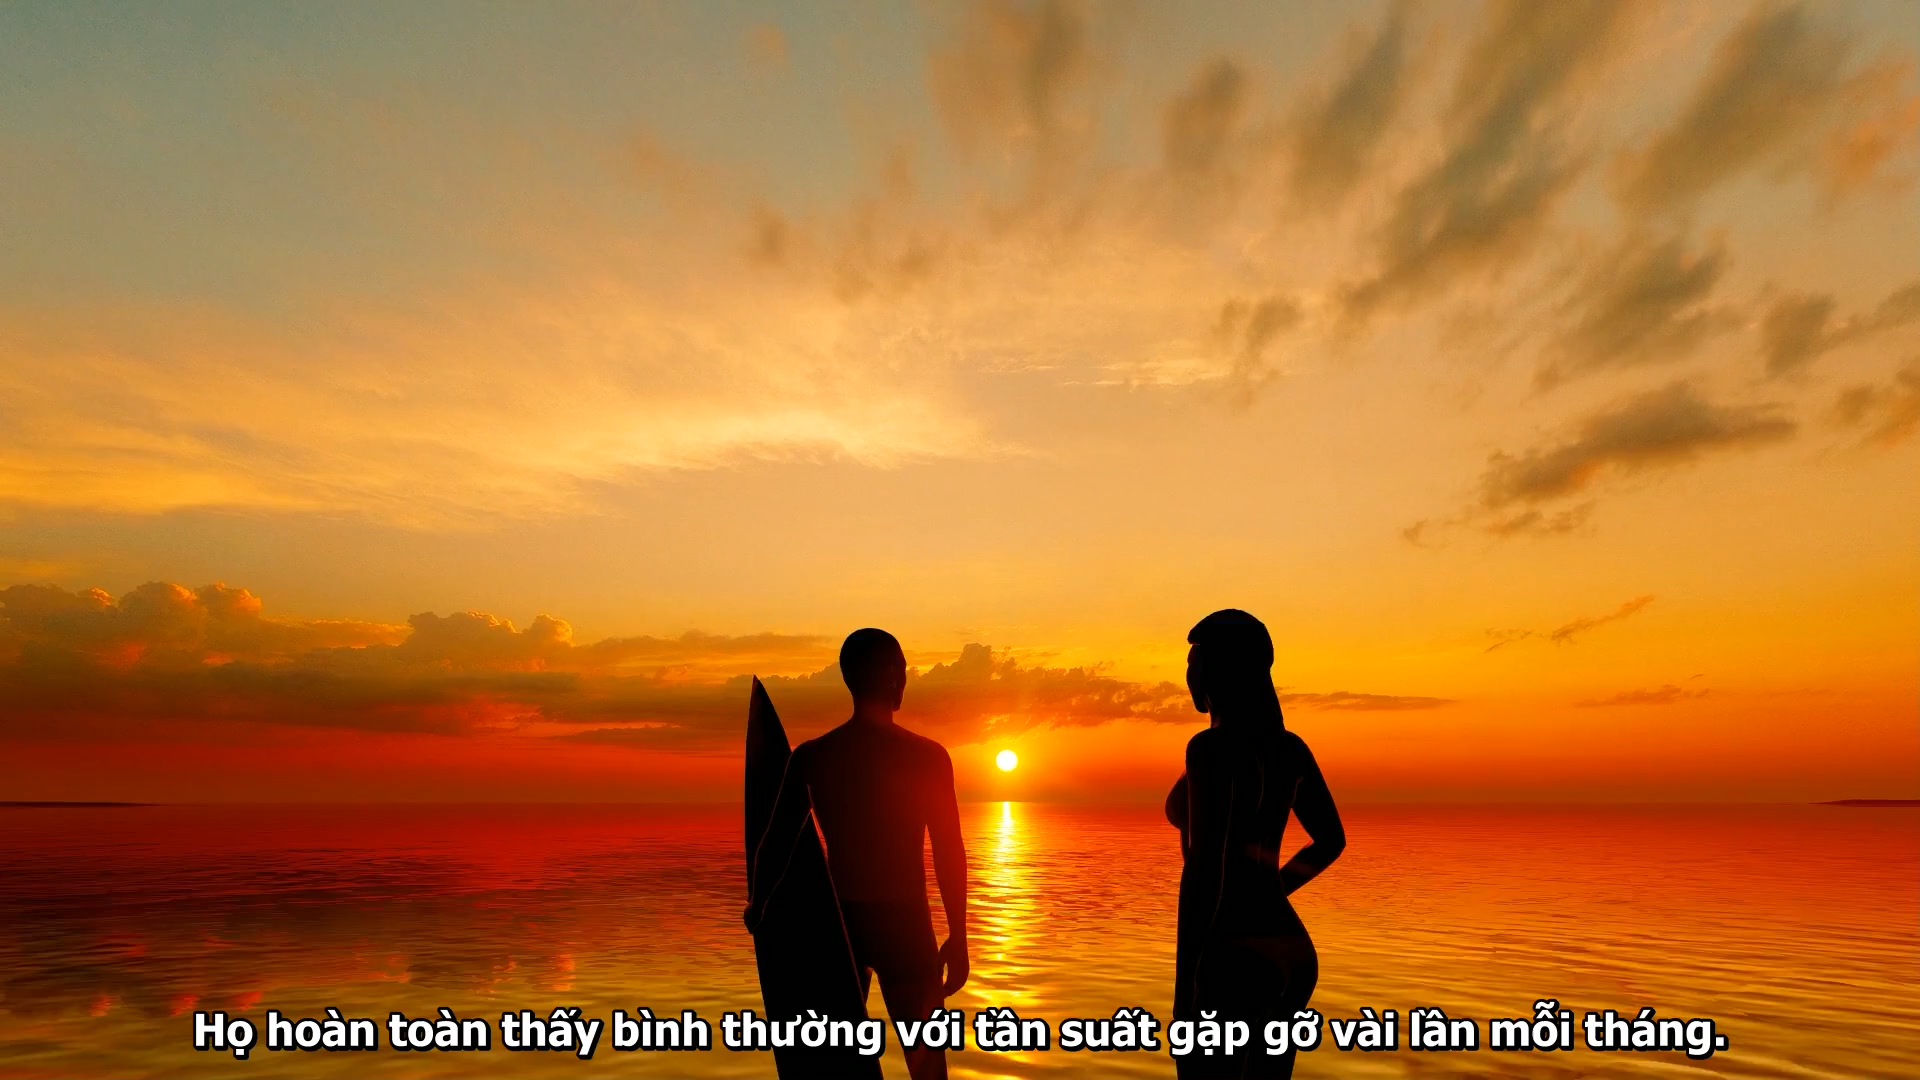 Họ hoàn toàn thấy bình thường với tần suất gặp gỡ vài lần mỗi tháng.